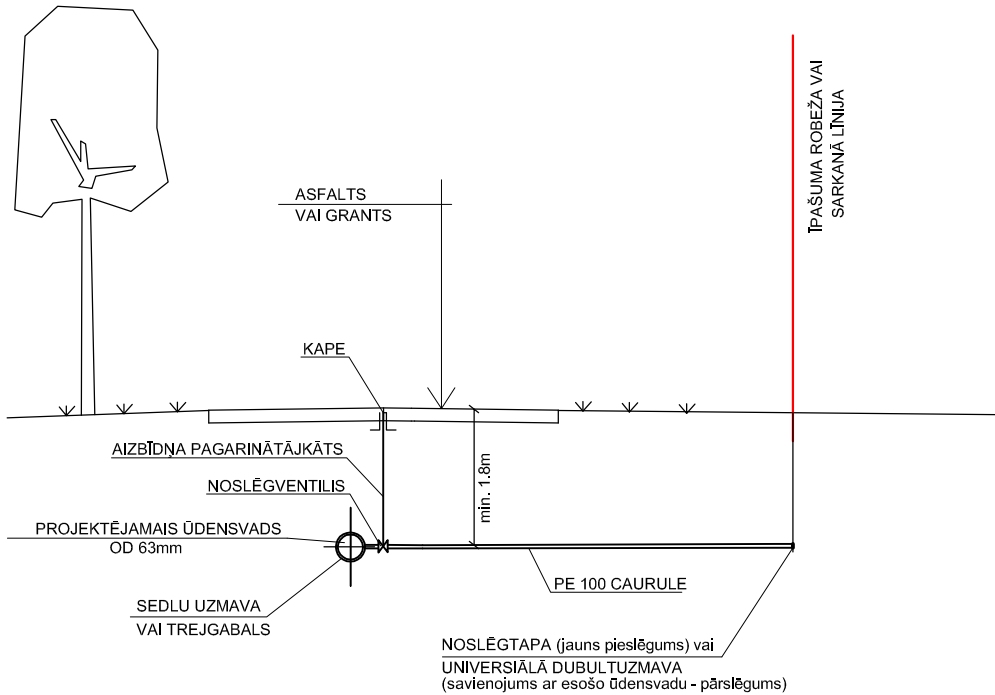 ĪPAŠUMA ROBEŽA VAI
SARKANĀ LĪNIJA
ASFALTS
VAI GRANTS
KAPE
AIZBĪDŅA PAGARINĀTĀJKĀTS
NOSLĒGVENTILIS
min. 1.8m
PROJEKTĒJAMAIS ŪDENSVADS
OD 63mm
PE 100 CAURULE
SEDLU UZMAVA
VAI TREJGABALS
NOSLĒGTAPA (jauns pieslēgums) vai
UNIVERSIĀLĀ DUBULTUZMAVA
(savienojums ar esošo ūdensvadu - pārslēgums)